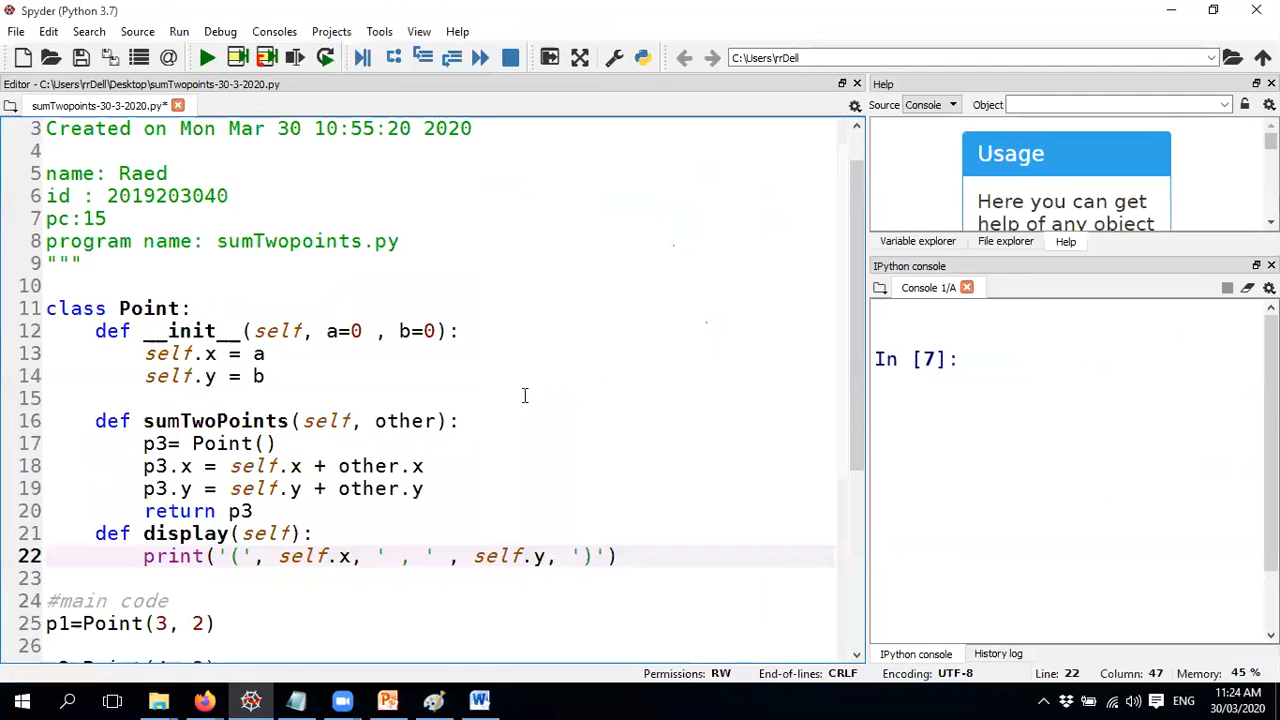 Spyder (Python 3.7)
File Edit Search Source Run Debug Consoles Projects Tools View Help
C:\Users\rrDell
Editor - C:\Users\rrDell\Desktop\sumTwopoints-30-3-2020.py
Help
sumTwopoints-30-3-2020.py*
Source Console Object
3 Created on Mon Mar 30 10:55:20 2020
4
5 name: Raed
6 id : 2019203040
7 pc:15
8 program name: sumTwopoints.py
9 """
10
11 class Point:
12 def __init__(self, a=0 , b=0):
13 self.x = a
14 self.y = b
15
16 def sumTwoPoints(self, other):
17 p3= Point()
18 p3.x = self.x + other.x
19 p3.y = self.y + other.y
20 return p3
21 def display(self):
22 print('(', self.x, ' , ' , self.y, ')')
23
24 #main code
25 p1=Point(3, 2)
26
Usage
Here you can get
help of any object
Variable explorer File explorer Help
IPython console
Console 1/A
In [7]:
IPython console History log
Permissions: RW End-of-lines: CRLF Encoding: UTF-8 Line: 22 Column: 47 Memory: 45 %
ENG
11:24 AM
30/03/2020